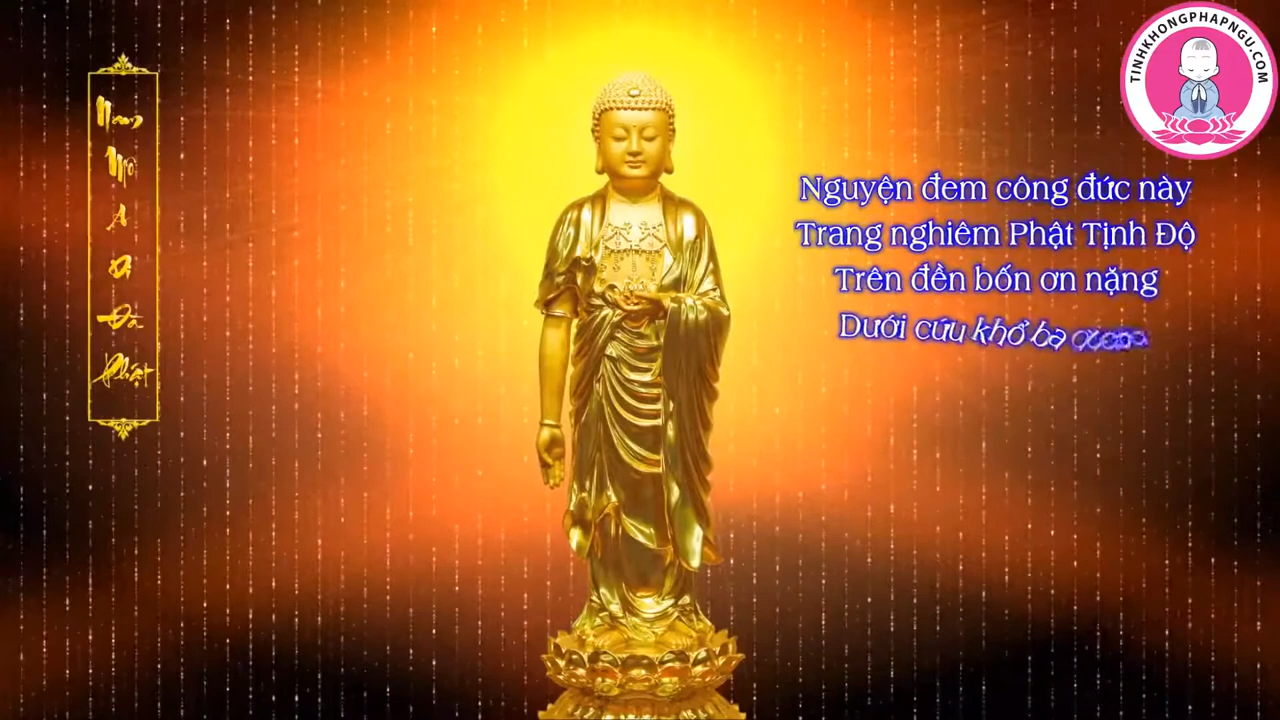 Nam
Mô
A
Di
Đà
Phật
TINHKHONGPHAPNGU.COM
Nguyện đem công đức này
Trang nghiêm Phật Tịnh Độ
Trên đền bốn ơn nặng
Dưới cứu khổ ba